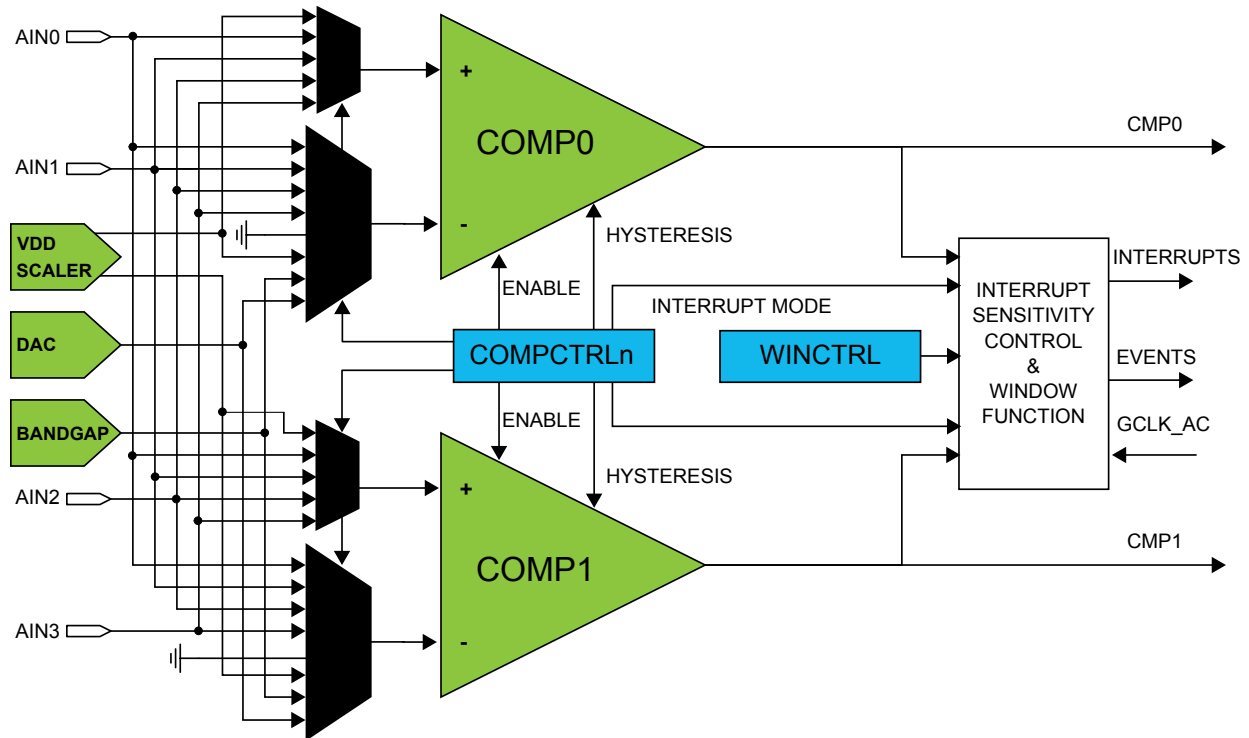 AIN0
+
COMP0
CMP0
AIN1
-
VDD
SCALER
HYSTERESIS
ENABLE
INTERRUPT MODE
INTERRUPT
SENSITIVITY
CONTROL
&
WINDOW
FUNCTION
INTERRUPTS
DAC
COMPCTRLn
WINCTRL
EVENTS
BANDGAP
ENABLE
GCLK_AC
HYSTERESIS
AIN2
+
COMP1
CMP1
AIN3
-